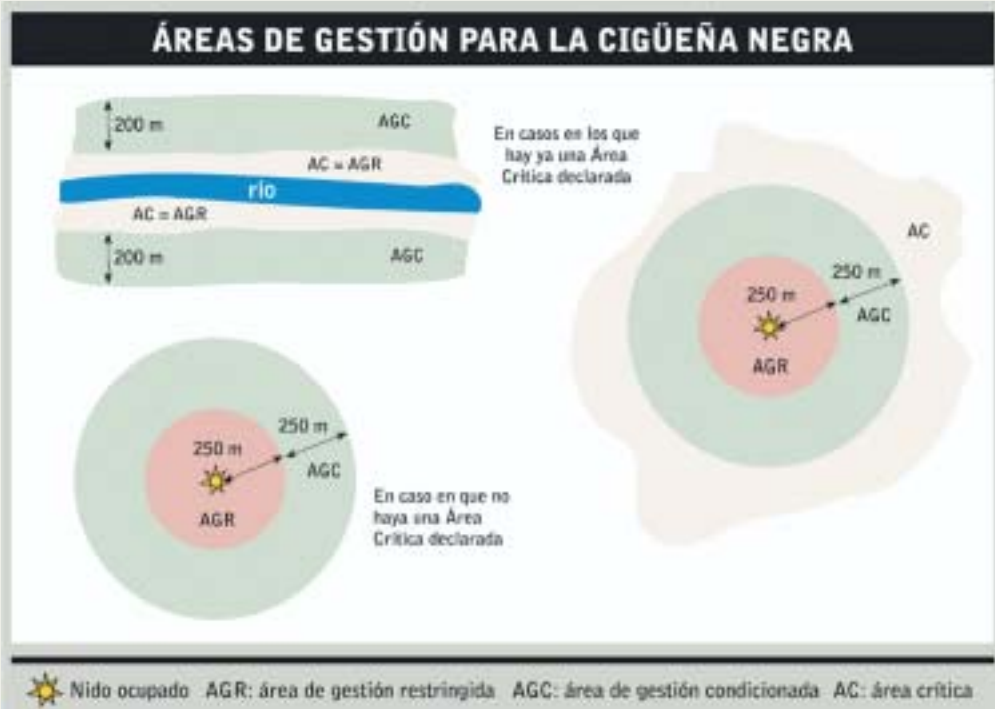 ÁREAS DE GESTIÓN PARA LA CIGÜEÑA NEGRA
200 m
AGC
AC = AGR
río
AC = AGR
200 m
AGC
En casos en los que
hay ya una Área
Crítica declarada
AC
250 m
250 m
AGC
AGR
250 m
250 m
AGC
AGR
En caso en que no
haya una Área
Crítica declarada
Nido ocupado AGR: área de gestión restringida AGC: área de gestión condicionada AC: área crítica